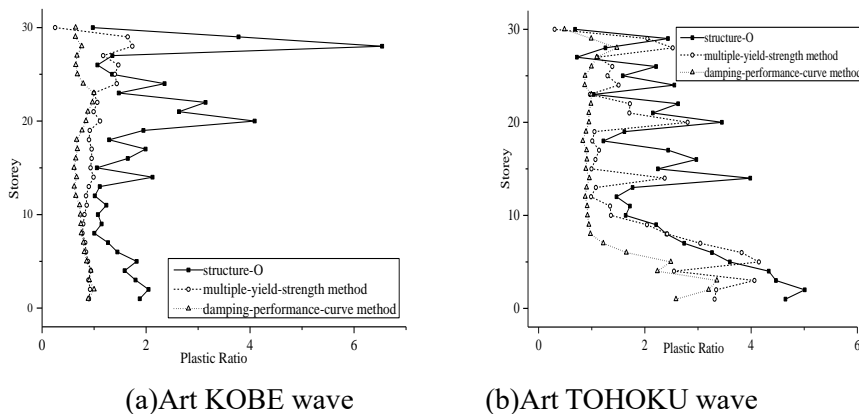 30
20
10
0
Storey
structure-O
multiple-yield-strength method
damping-performance-curve method
0 2 4 6
Plastic Ratio
(a)Art KOBE wave
30
20
10
0
Storey
structure-O
multiple-yield-strength method
damping-performance-curve method
0 2 4 6
Plastic Ratio
(b)Art TOHOKU wave